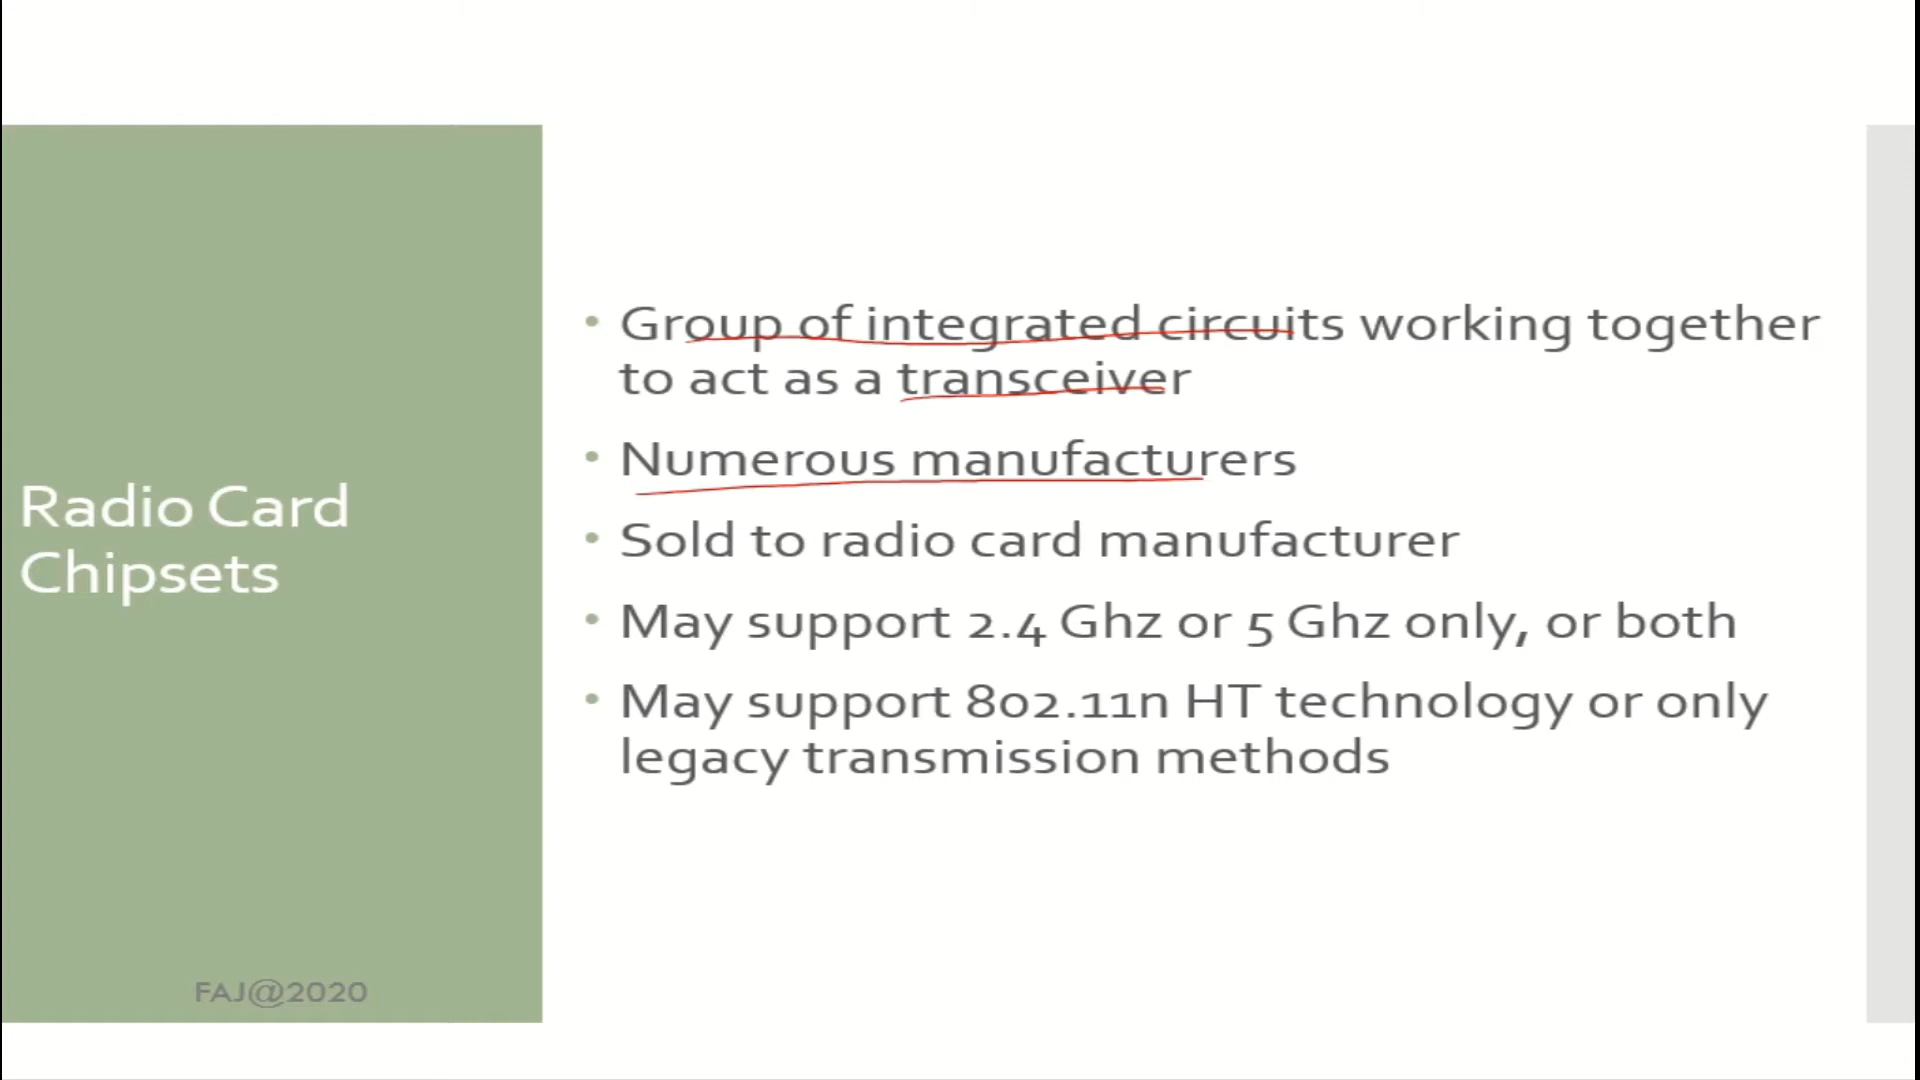 Radio Card
Chipsets
• Group of integrated circuits working together
to act as a transceiver
• Numerous manufacturers
• Sold to radio card manufacturer
• May support 2.4 Ghz or 5 Ghz only, or both
• May support 802.11n HT technology or only
legacy transmission methods
FAJ@2020